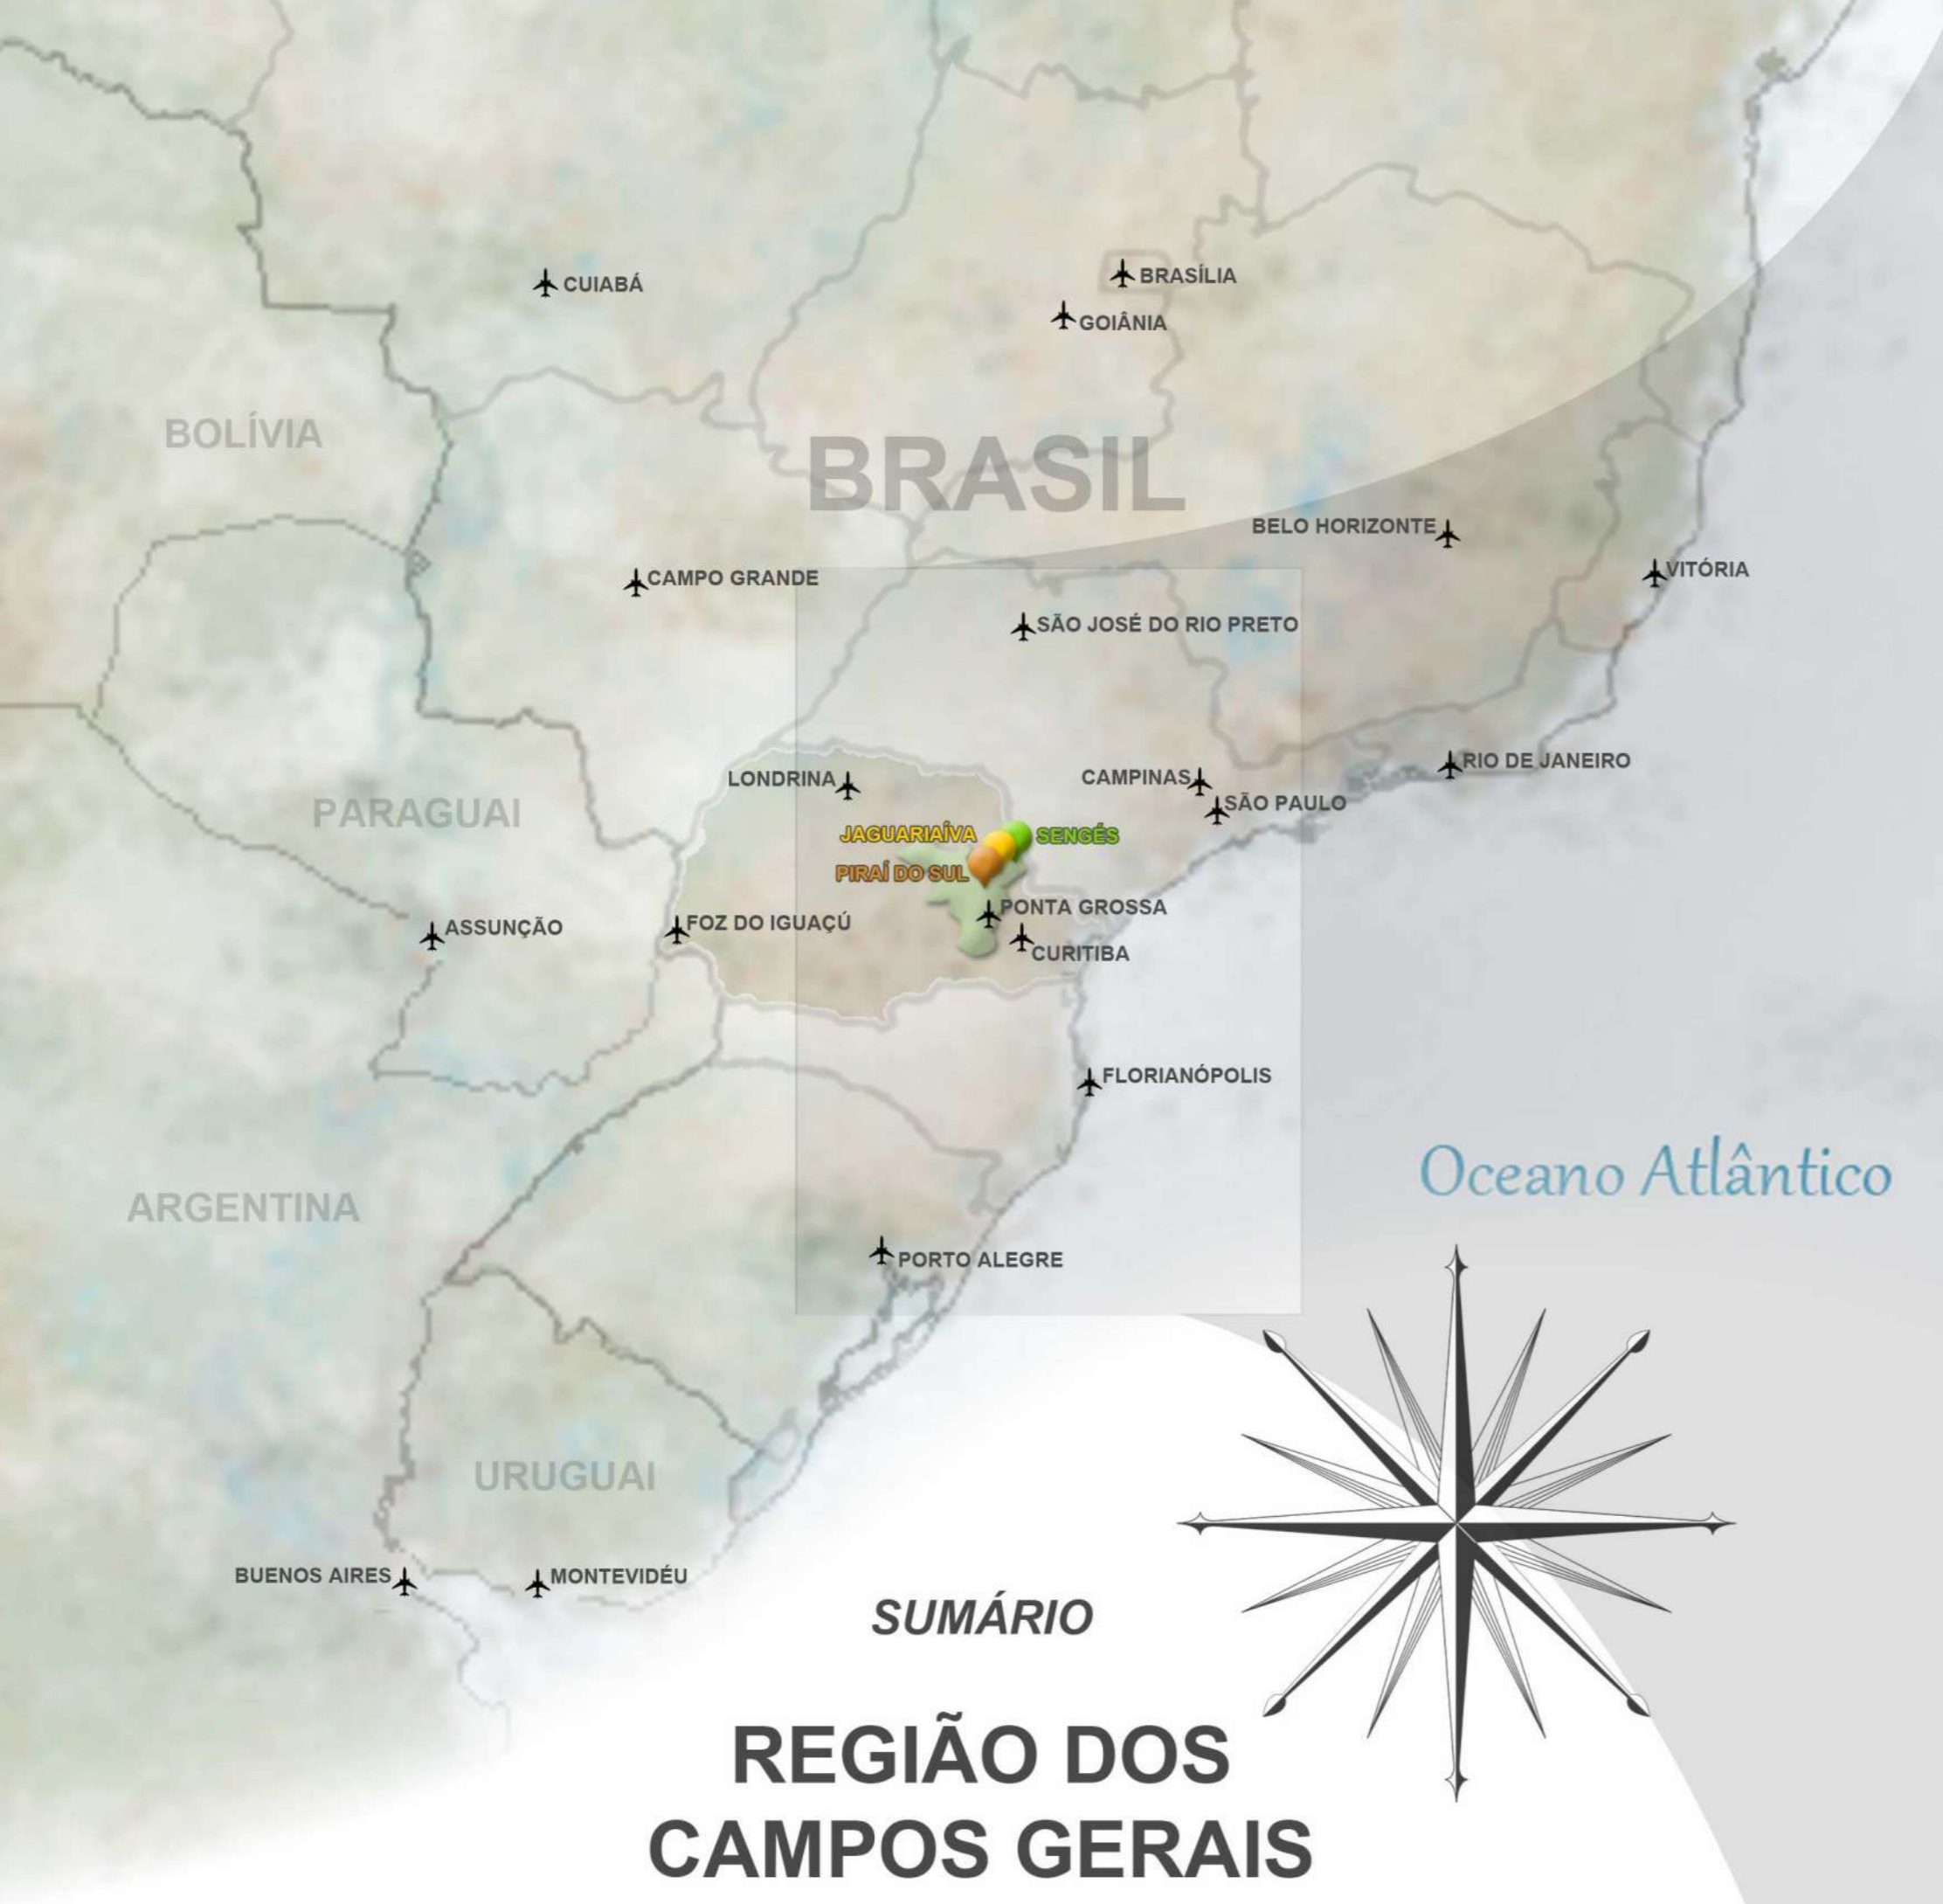 BRASÍLIA
CUIABÁ
GOIÂNIA
BOLÍVIA
BRASIL
BELO HORIZONTE
VITÓRIA
CAMPO GRANDE
SÃO JOSÉ DO RIO PRETO
RIO DE JANEIRO
LONDRINA
CAMPINAS
SÃO PAULO
PARAGUAI
JAGUARIAÍVA
SENGÉS
PIRAÍ DO SUL
PONTA GROSSA
FOZ DO IGUAÇÚ
ASSUNÇÃO
CURITIBA
FLORIANÓPOLIS
Oceano Atlântico
ARGENTINA
PORTO ALEGRE
URUGUAI
BUENOS AIRES
MONTEVIDÉU
SUMÁRIO
REGIÃO DOS
CAMPOS GERAIS